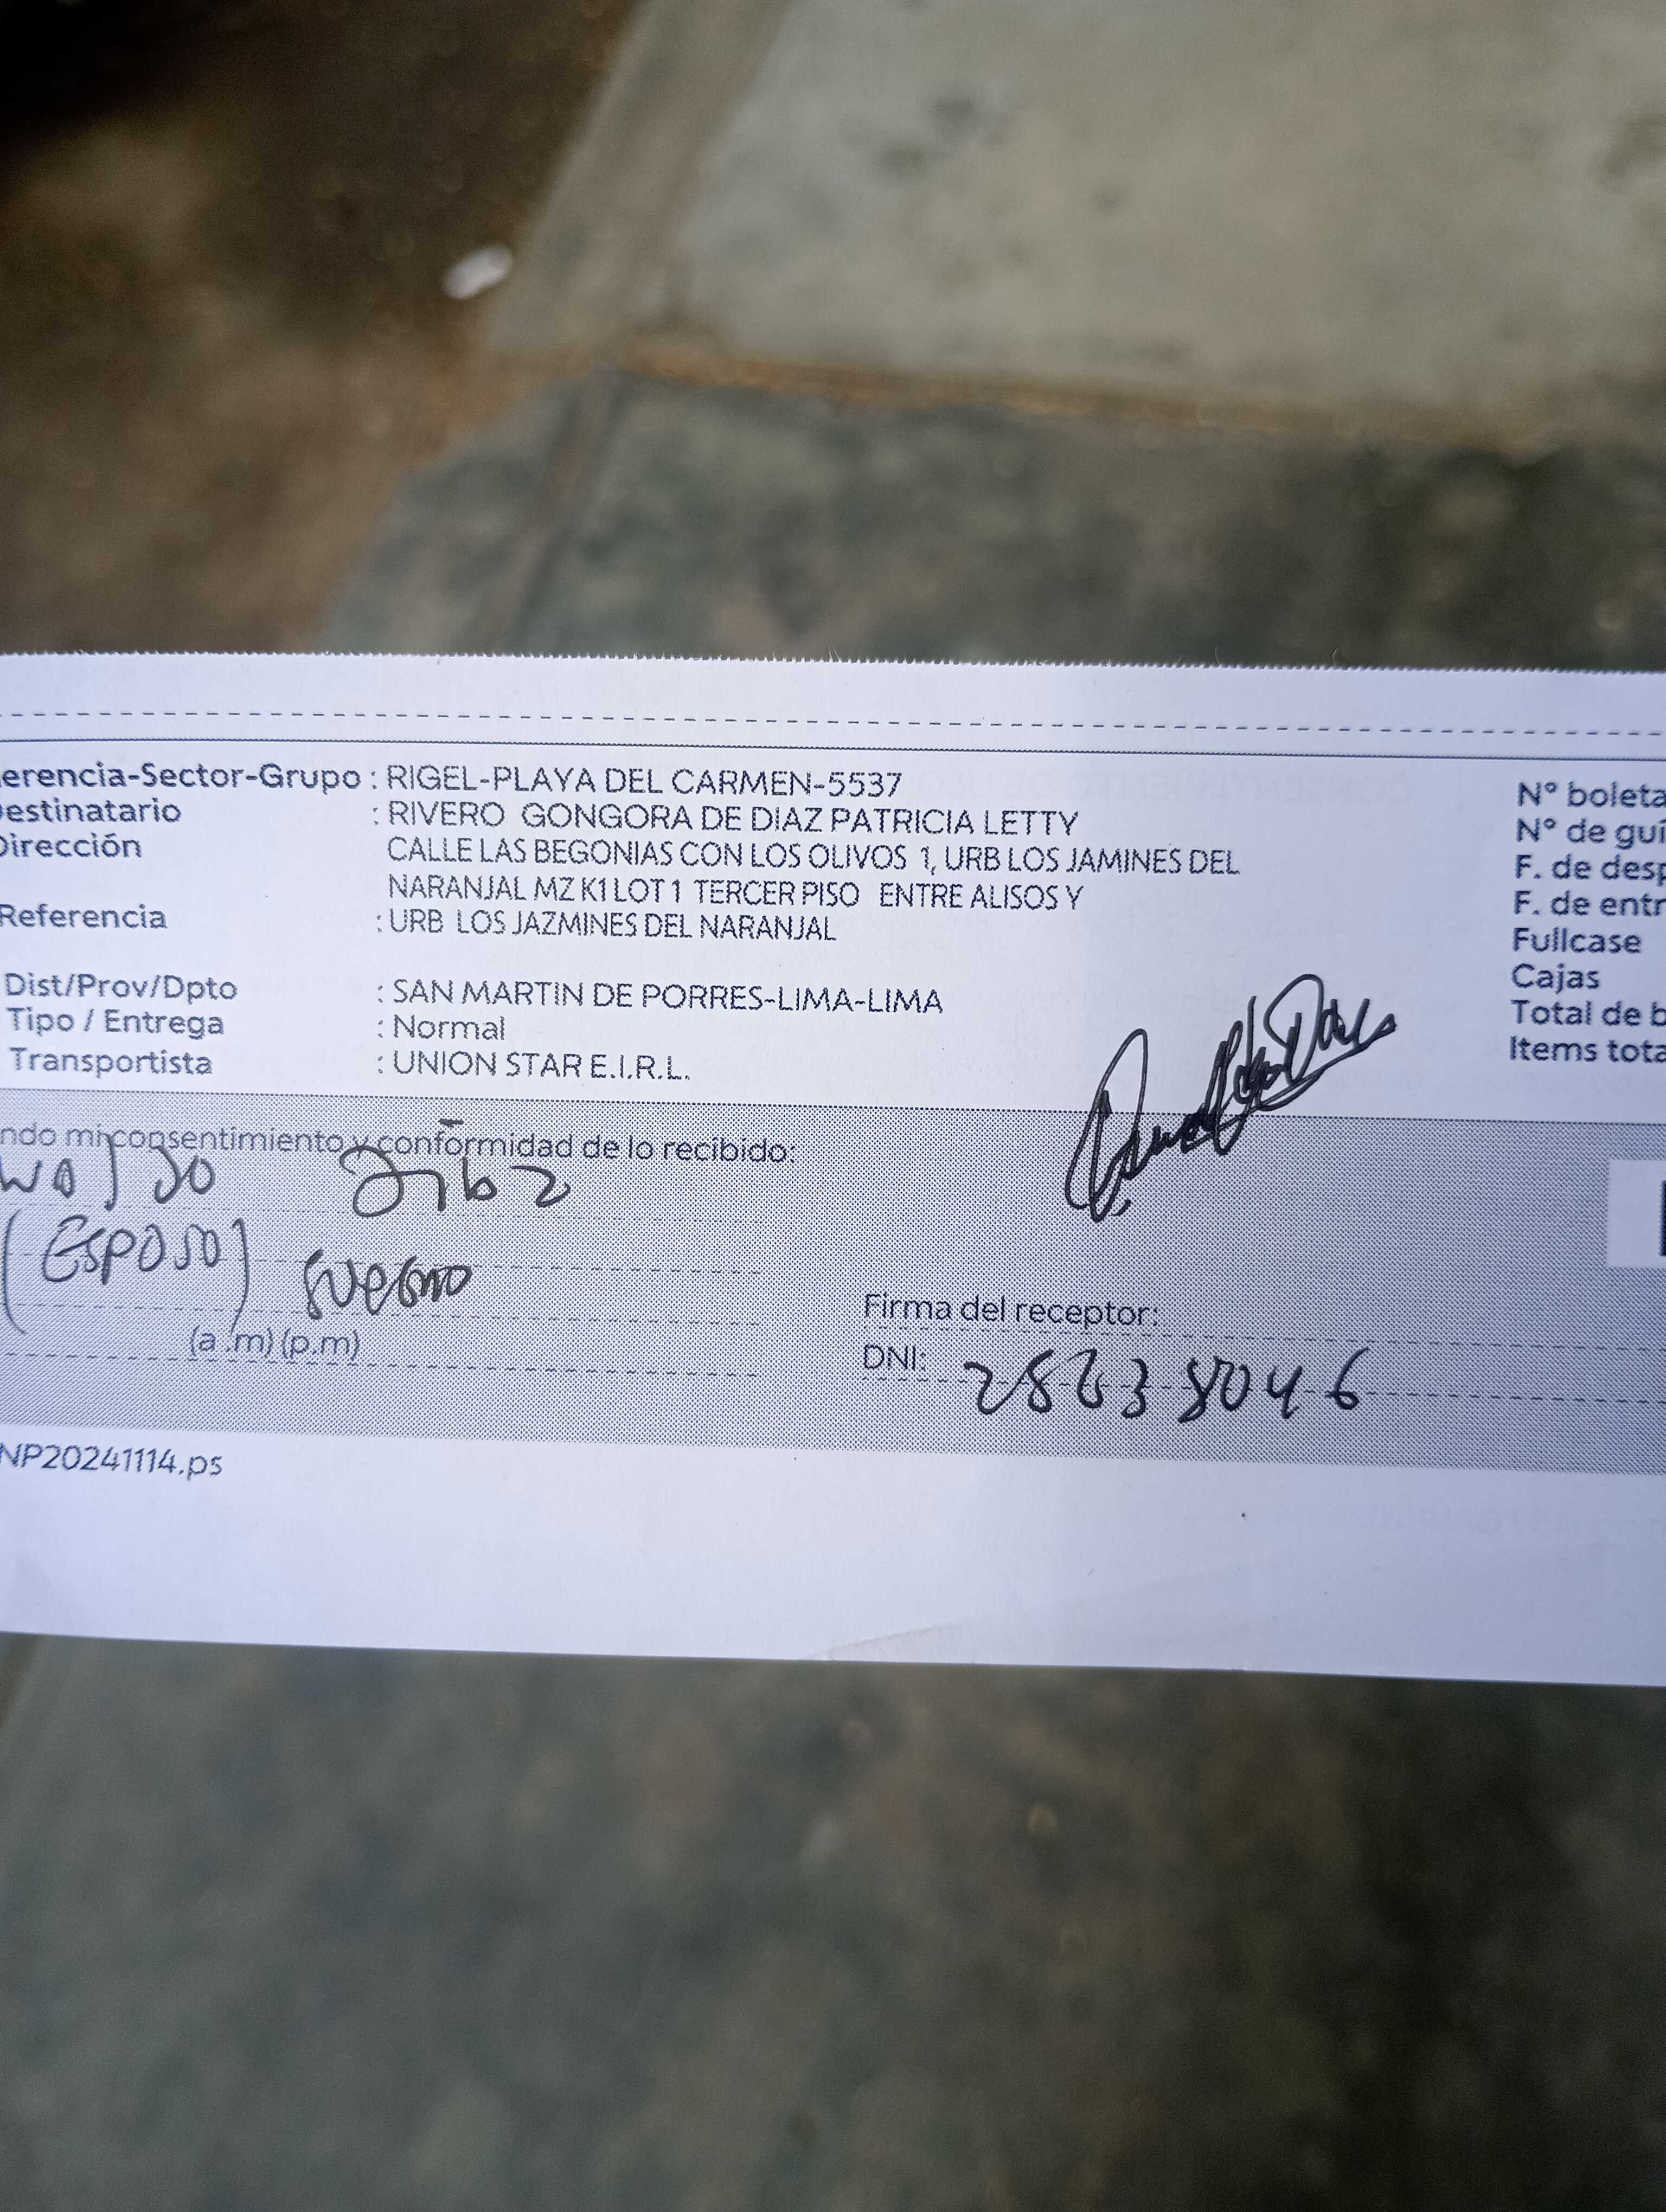 erencia-Sector-Grupo : RIGEL-PLAYA DEL CARMEN-5537
estinatario : RIVERO GONGORA DE DIAZ PATRICIA LETTY
Dirección CALLE LAS BEGONIAS CON LOS OLIVOS 1, URB LOS JAMINES DEL
NARANJAL MZ K1 LOT 1 TERCER PISO ENTRE ALISOS Y
Referencia : URB LOS JAZMINES DEL NARANJAL
Dist/Prov/Dpto : SAN MARTIN DE PORRES-LIMA-LIMA
Tipo / Entrega : Normal
Transportista : UNION STAR E.I.R.L.
Nº boleta
Nº de guí
F. de desp
F. de entr
Fullcase
Cajas
Total de b
Items tota
ndo mi consentimiento y conformidad de lo recibido:
(Esposo)
(a.m) (p.m)
Firma del receptor:
DNI:
NP20241114.ps